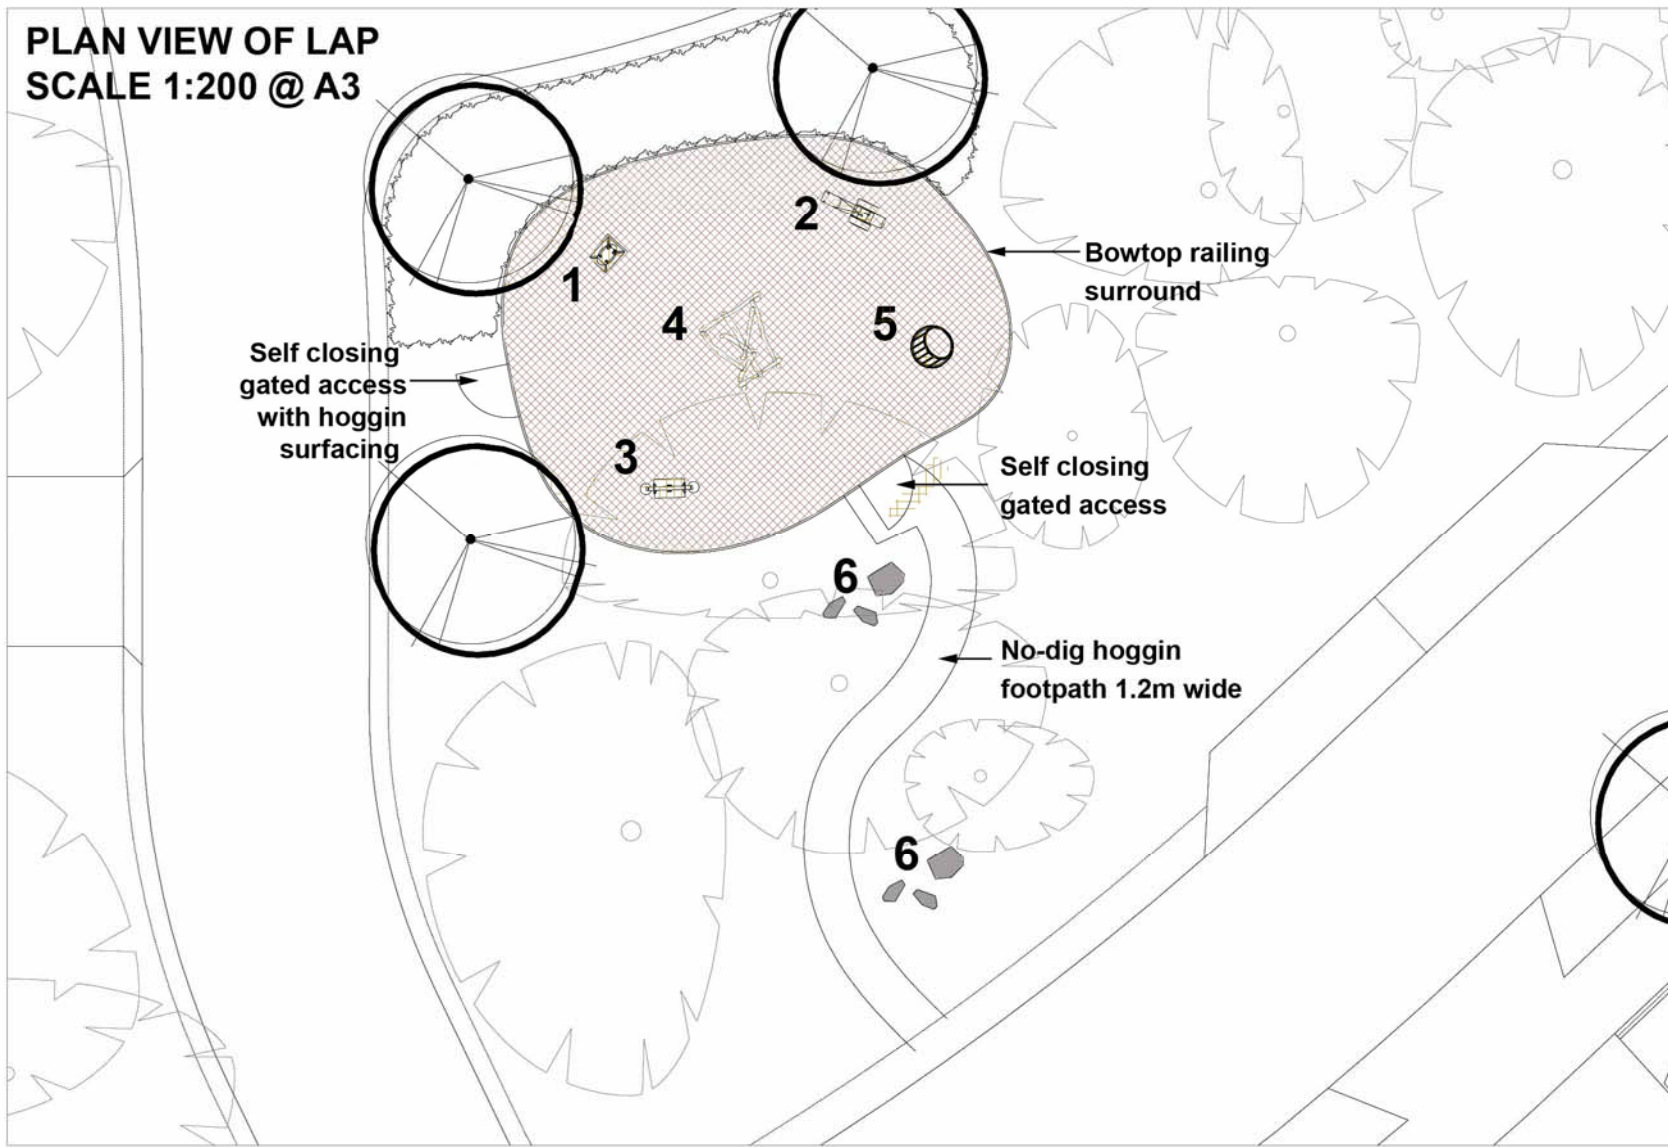 PLAN VIEW OF LAP
SCALE 1:200 @ A3
2
1
Bowtop railing
surround
4
5
Self closing
gated access
with hoggin
surfacing
3
Self closing
gated access
6
No-dig hoggin
footpath 1.2m wide
6